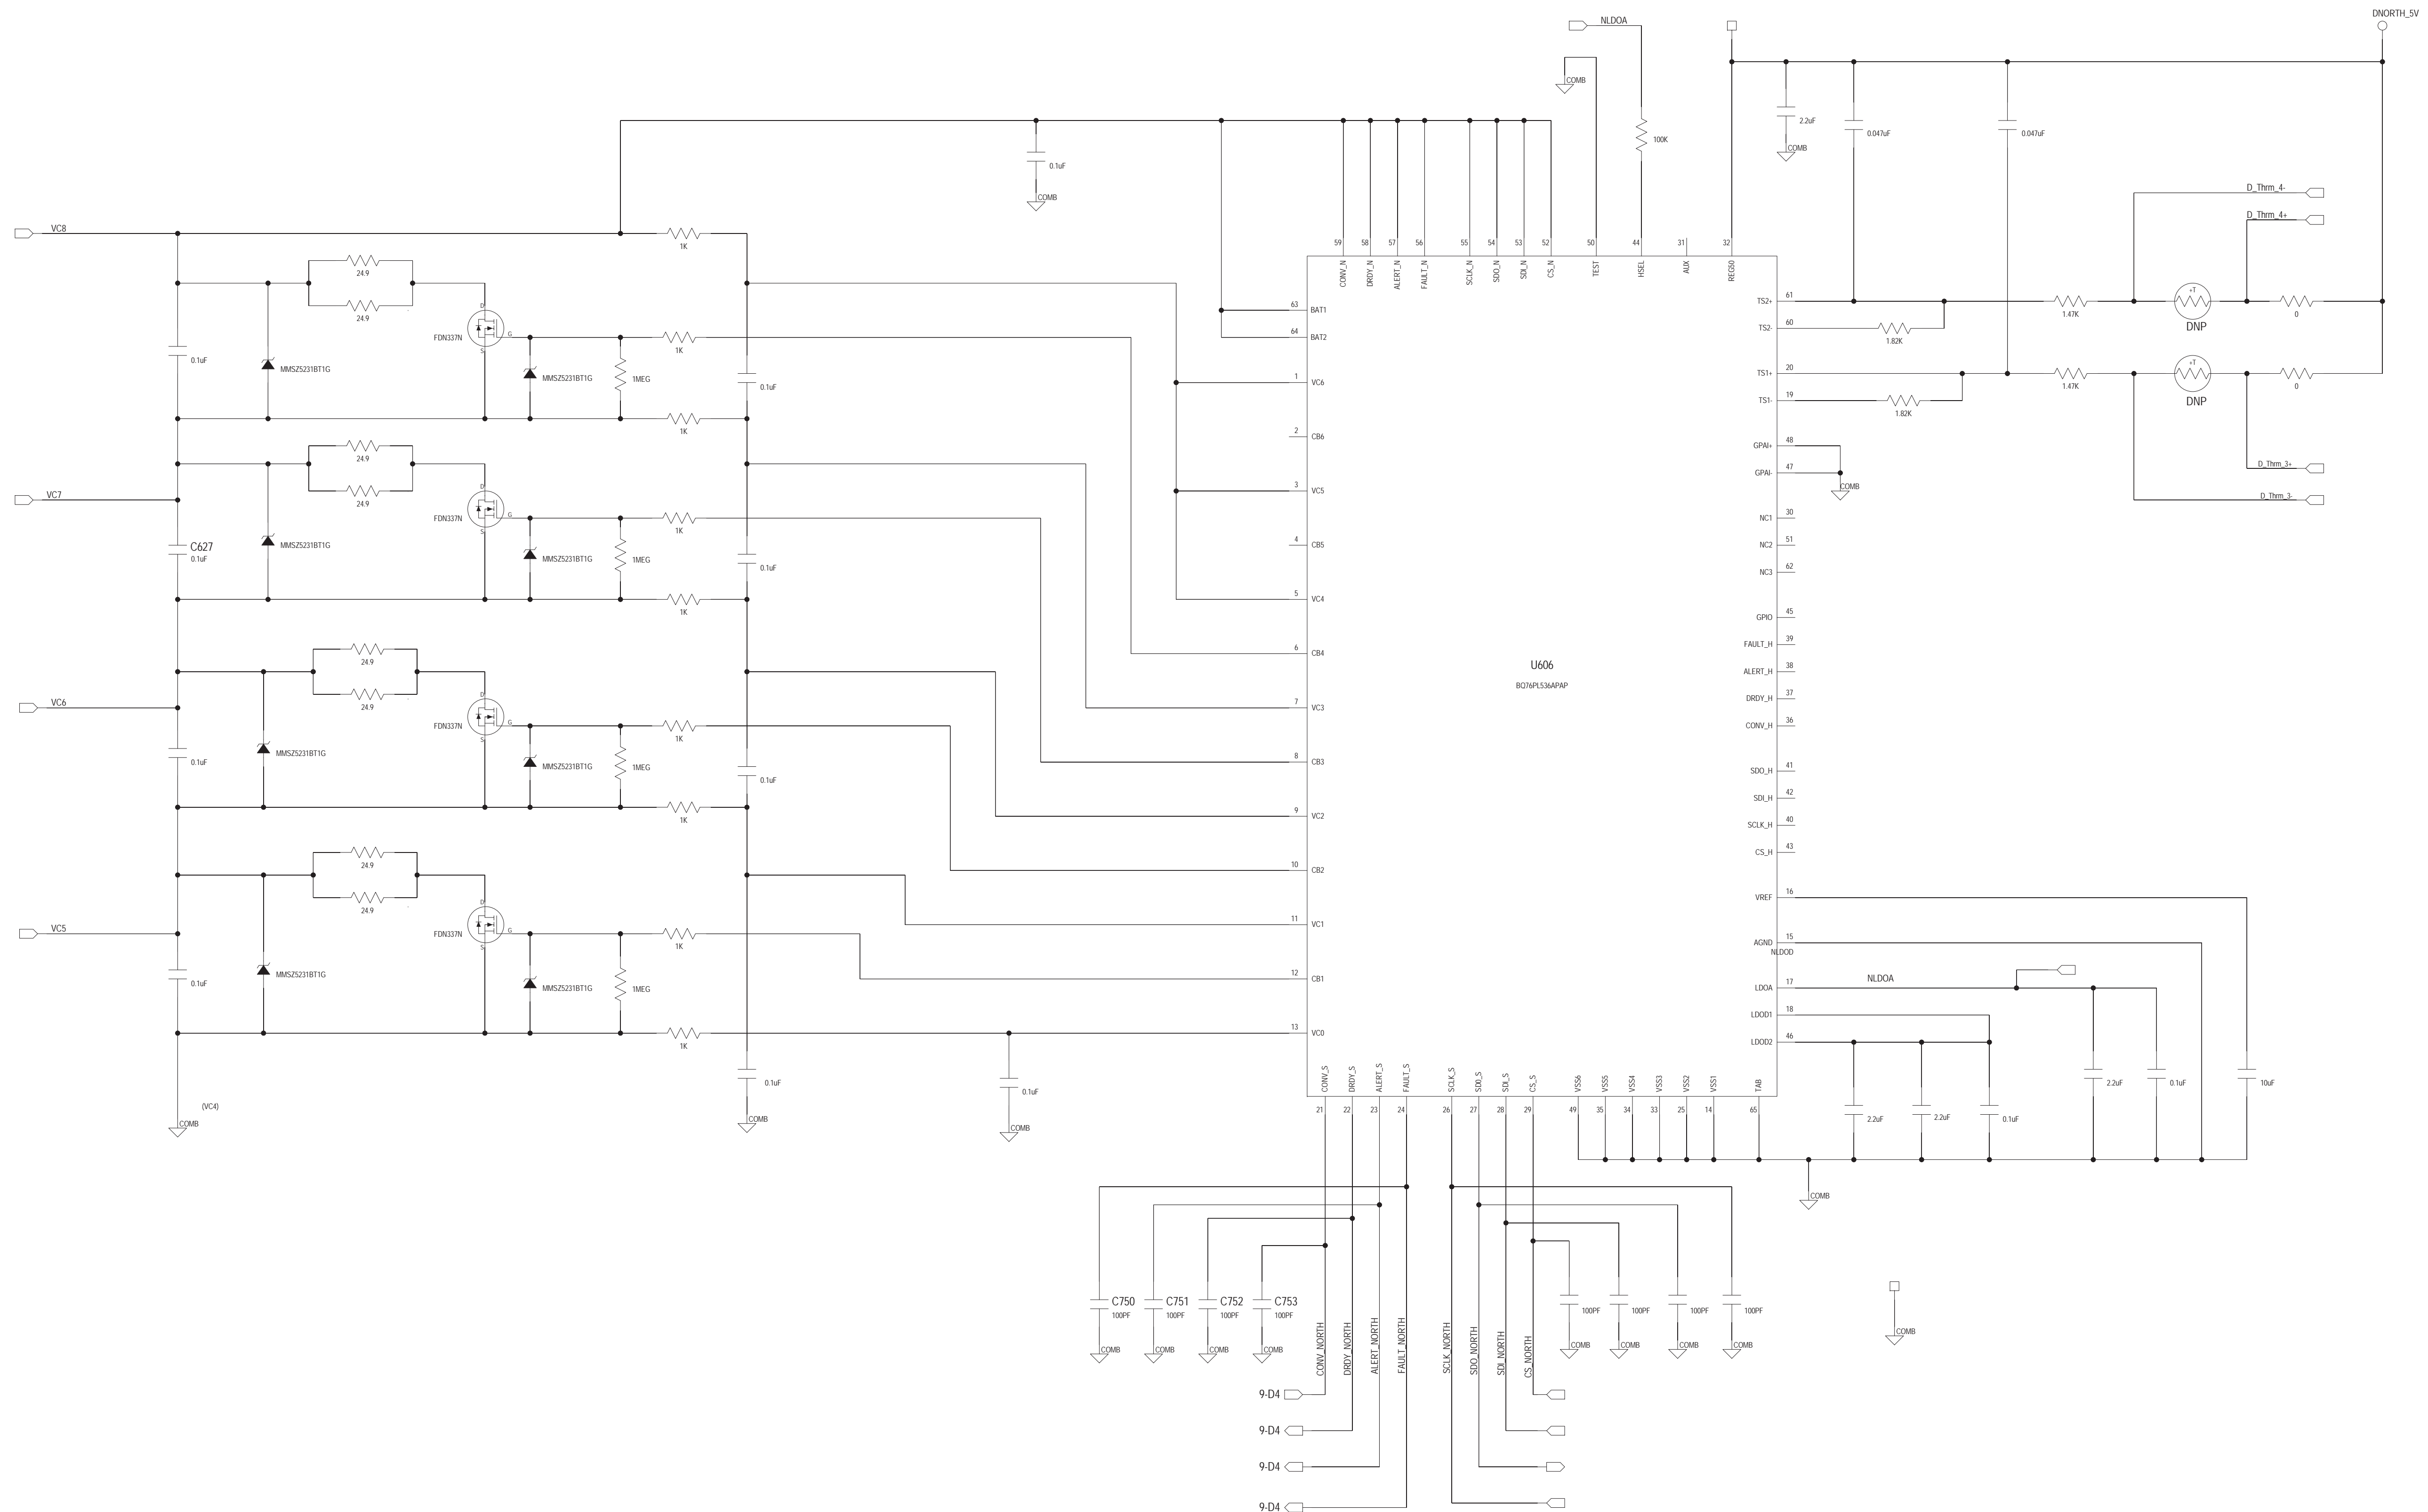 DNORTH_5V
NLDOA
COMB
100K
2.2uF
COMB
0.047uF
0.047uF
0.1uF
COMB
D_Thrm_4-
D_Thrm_4+
VC8
1K
24.9
24.9
D
G
S
FDN337N
0.1uF
MMSZ5231BT1G
MMSZ5231BT1G
1MEG
1K
0.1uF
1K
59
58
57
56
55
54
53
52
50
44
31
32
CONV_N
DRDY_N
ALERT_N
FAULT_N
SCLK_N
SDO_N
SDI_N
CS_N
TEST
HSEL
AUX
REG50
63
BAT1
64
BAT2
1
VC6
2
CB6
3
VC5
4
CB5
5
VC4
6
CB4
7
VC3
8
CB3
9
VC2
10
CB2
11
VC1
12
CB1
13
VC0
TS2+
61
TS2-
60
1.82K
1.47K
+T
DNP
0
TS1+
20
TS1-
19
1.82K
1.47K
+T
DNP
0
GPAI+
48
GPAI-
47
COMB
D_Thrm_3+
D_Thrm_3-
NC1
30
NC2
51
NC3
62
GPIO
45
FAULT_H
39
ALERT_H
38
DRDY_H
37
CONV_H
36
SDO_H
41
SDI_H
42
SCLK_H
40
CS_H
43
VREF
16
AGND
15
NLDOD
NLDOA
LDOA
17
LDOD1
18
LDOD2
46
U606
BQ76PL536APAP
24.9
24.9
D
G
S
FDN337N
VC7
C627
0.1uF
MMSZ5231BT1G
MMSZ5231BT1G
1MEG
1K
0.1uF
1K
24.9
24.9
D
G
S
FDN337N
VC6
0.1uF
MMSZ5231BT1G
MMSZ5231BT1G
1MEG
1K
0.1uF
1K
24.9
24.9
D
G
S
FDN337N
VC5
0.1uF
MMSZ5231BT1G
MMSZ5231BT1G
1MEG
1K
1K
0.1uF
0.1uF
(VC4)
COMB
COMB
COMB
CONV_S
DRDY_S
ALERT_S
FAULT_S
SCLK_S
SDO_S
SDI_S
CS_S
VSS6
VSS5
VSS4
VSS3
VSS2
VSS1
TAB
21
22
23
24
26
27
28
29
49
35
34
33
25
14
65
2.2uF
2.2uF
0.1uF
2.2uF
0.1uF
10uF
COMB
C750
100PF
C751
100PF
C752
100PF
C753
100PF
COMB
COMB
COMB
COMB
CONV_NORTH
DRDY_NORTH
ALERT_NORTH
FAULT_NORTH
SCLK_NORTH
SDO_NORTH
SDI_NORTH
CS_NORTH
100PF
100PF
100PF
100PF
COMB
COMB
COMB
COMB
COMB
9-D4
9-D4
9-D4
9-D4